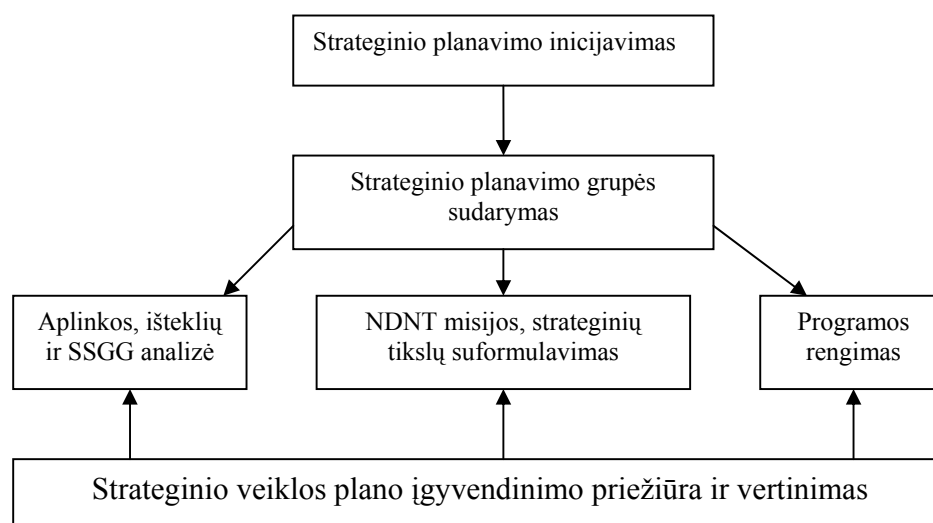 Strateginio planavimo inicijavimas
Strateginio planavimo grupės
sudarymas
Aplinkos, išteklių
ir SSGG analizė
NDNT misijos, strateginių
tikslų suformulavimas
Programos
rengimas
Strateginio veiklos plano įgyvendinimo priežiūra ir vertinimas